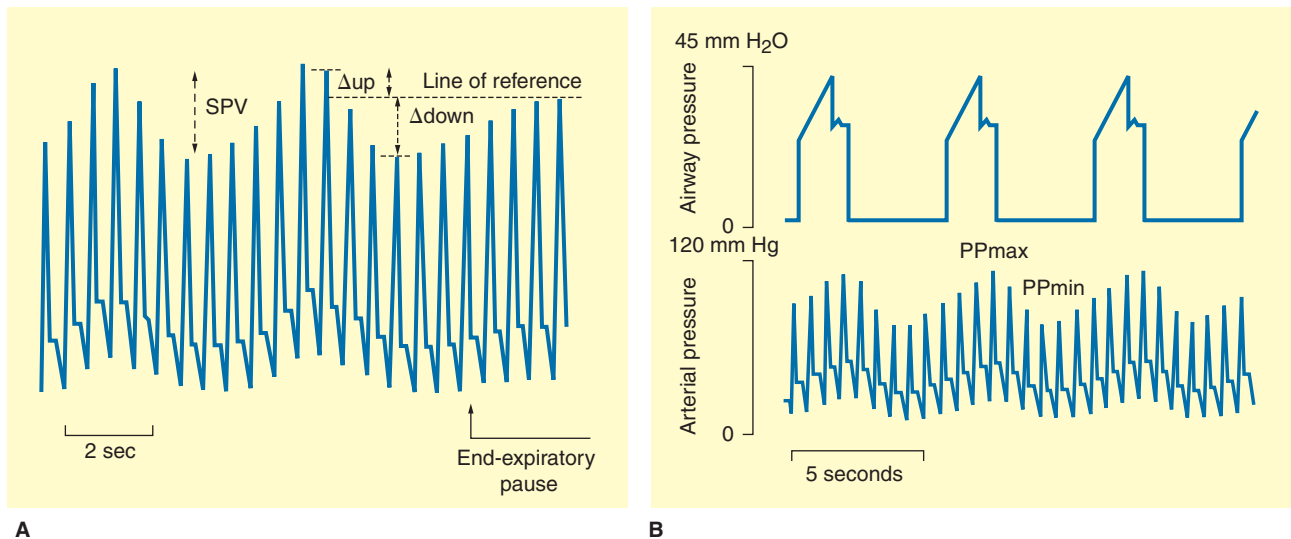 SPV
Δup
Line of reference
Δdown
2 sec
End-expiratory
pause
A
45 mm H₂O
Airway pressure
0
120 mm Hg
PPmax
PPmin
Arterial pressure
0
5 seconds
B